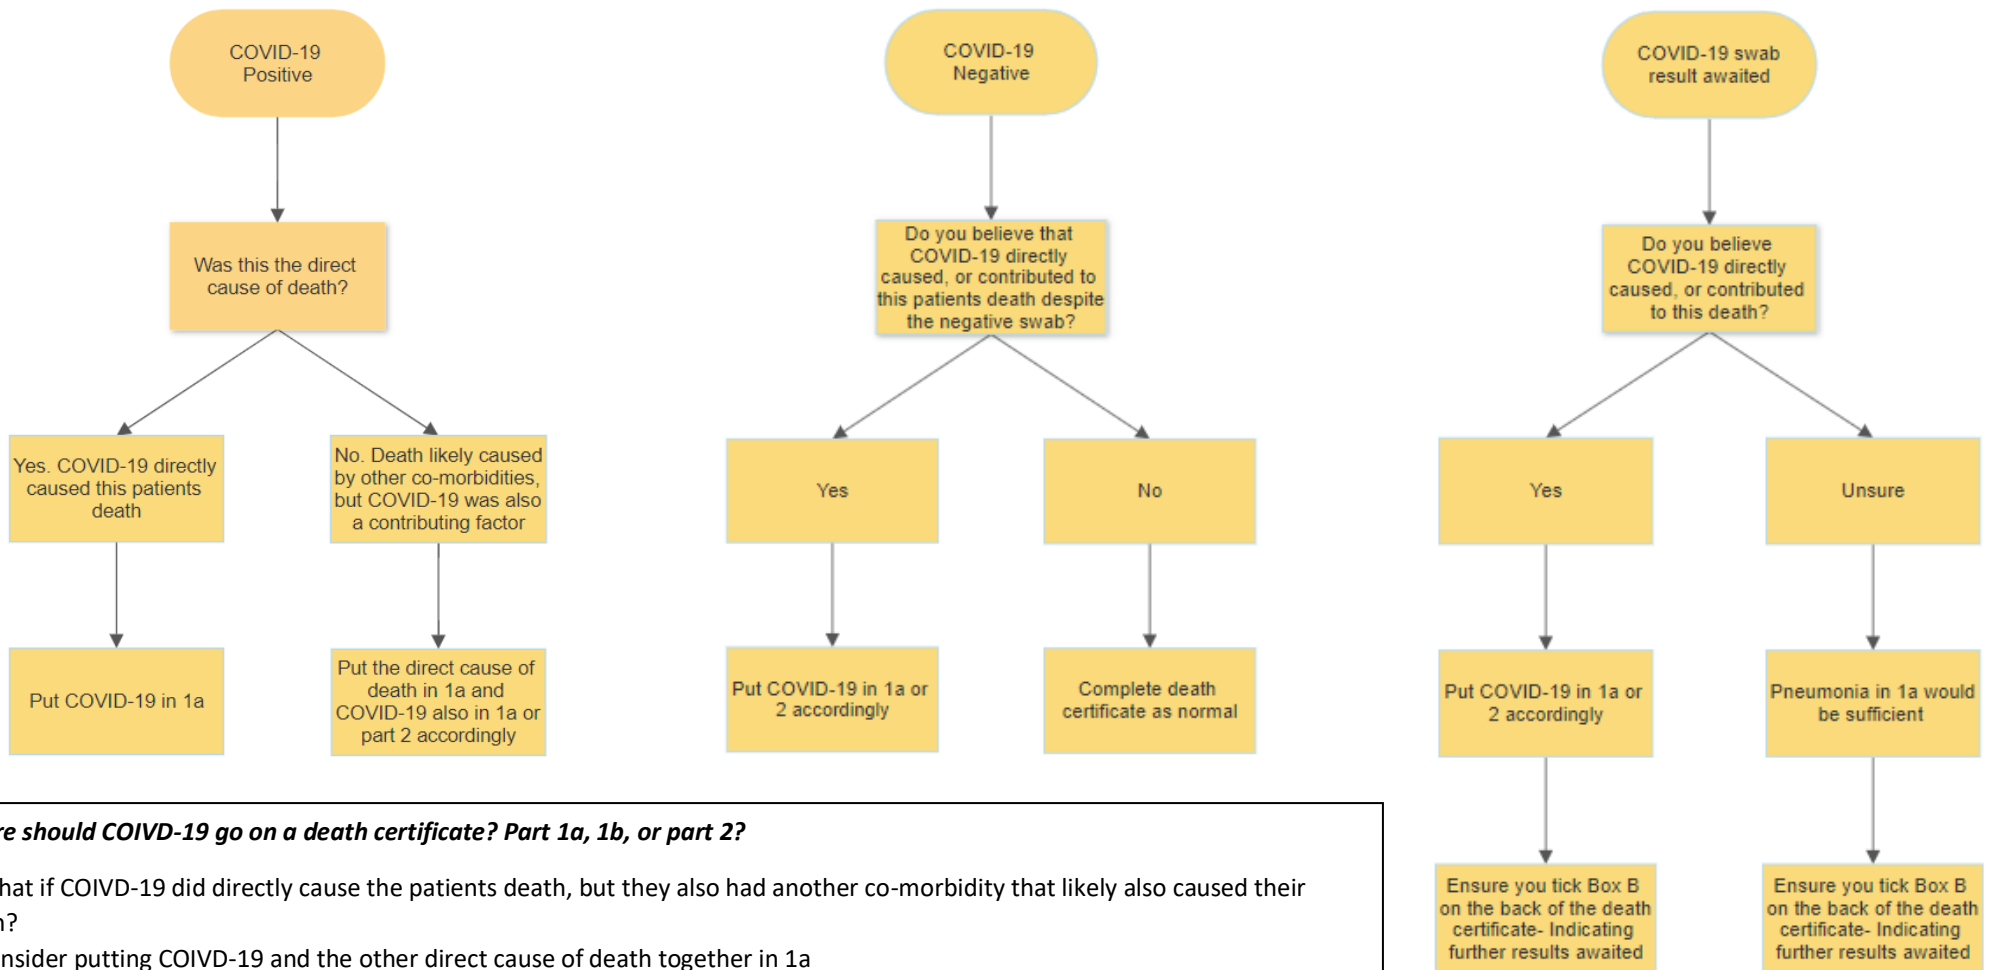 COVID-19
Positive
Was this the direct
cause of death?
Yes. COVID-19 directly
caused this patients
death
No. Death likely caused
by other co-morbidities,
but COVID-19 was also
a contributing factor
Put COVID-19 in 1a
Put the direct cause of
death in 1a and
COVID-19 also in 1a or
part 2 accordingly
COVID-19
Negative
Do you believe that
COVID-19 directly
caused, or contributed to
this patients death despite
the negative swab?
Yes
No
Put COVID-19 in 1a or
2 accordingly
Complete death
certificate as normal
COVID-19 swab
result awaited
Do you believe
COVID-19 directly
caused, or contributed
to this death?
Yes
Unsure
Put COVID-19 in 1a or
2 accordingly
Pneumonia in 1a would
be sufficient
Ensure you tick Box B
on the back of the death
certificate- Indicating
further results awaited
Ensure you tick Box B
on the back of the death
certificate- Indicating
further results awaited
should COIVD-19 go on a death certificate? Part 1a, 1b, or part 2?
if COIVD-19 did directly cause the patients death, but they also had another co-morbidity that likely also caused their
putting COIVD-19 and the other direct cause of death together in 1a